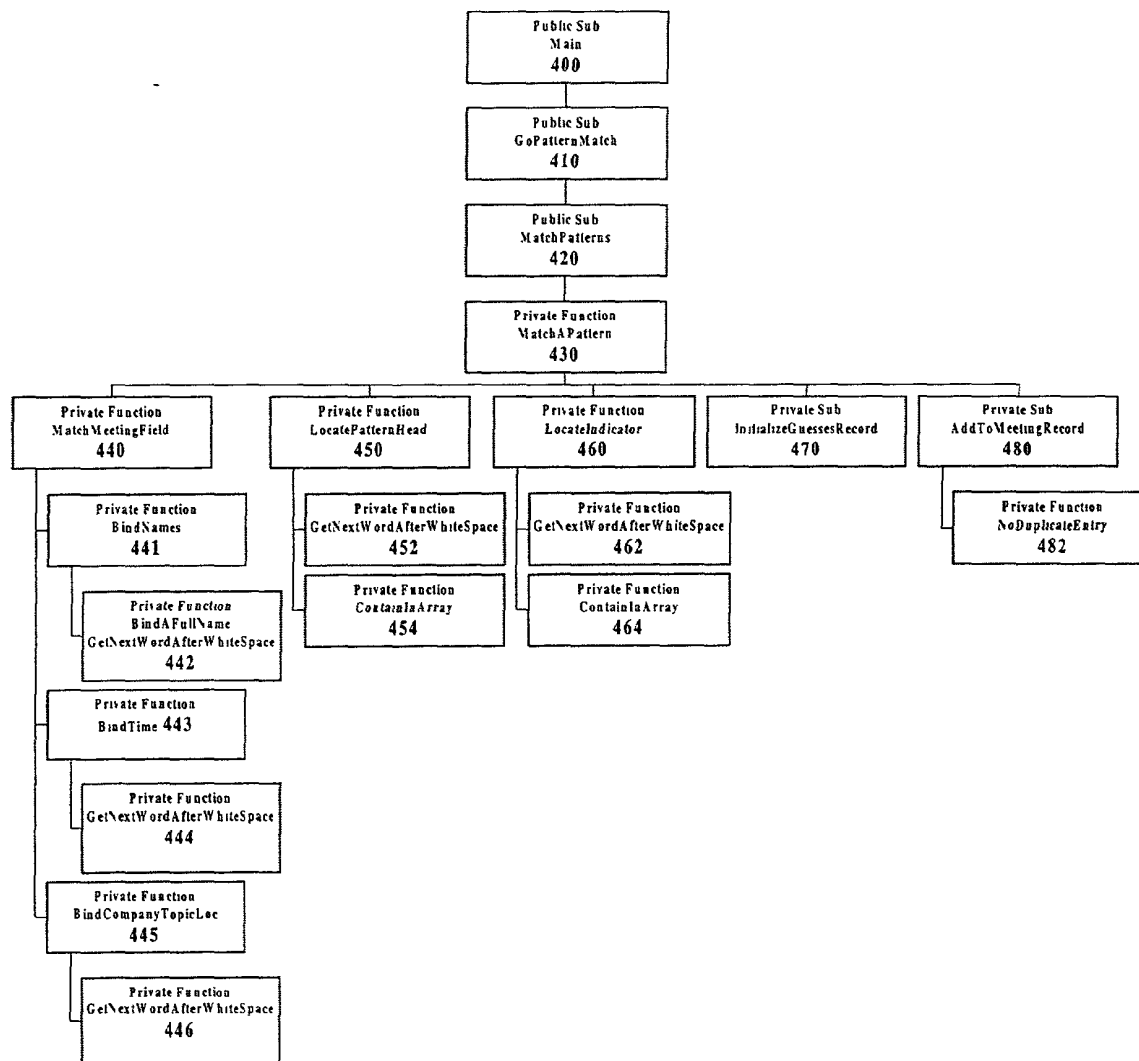 Public Sub
Main
400
Public Sub
GoPatternMatch
410
Public Sub
MatchPatterns
420
Private Function
MatchAPattern
430
Private Function
MatchMeetingField
440
Private Function
LocatePatternHead
450
Private Function
LocateIndicator
460
Private Sub
InitializeGuessesRecord
470
Private Sub
AddToMeetingRecord
480
Private Function
BindNames
441
Private Function
GetNextWordAfterWhiteSpace
452
Private Function
GetNextWordAfterWhiteSpace
462
Private Function
NoDuplicateEntry
482
Private Function
ContainInArray
454
Private Function
ContainInArray
464
Private Function
BindAFullName
GetNextWordAfterWhiteSpace
442
Private Function
BindTime 443
Private Function
GetNextWordAfterWhiteSpace
444
Private Function
BindCompanyTopicLoc
445
Private Function
GetNextWordAfterWhiteSpace
446